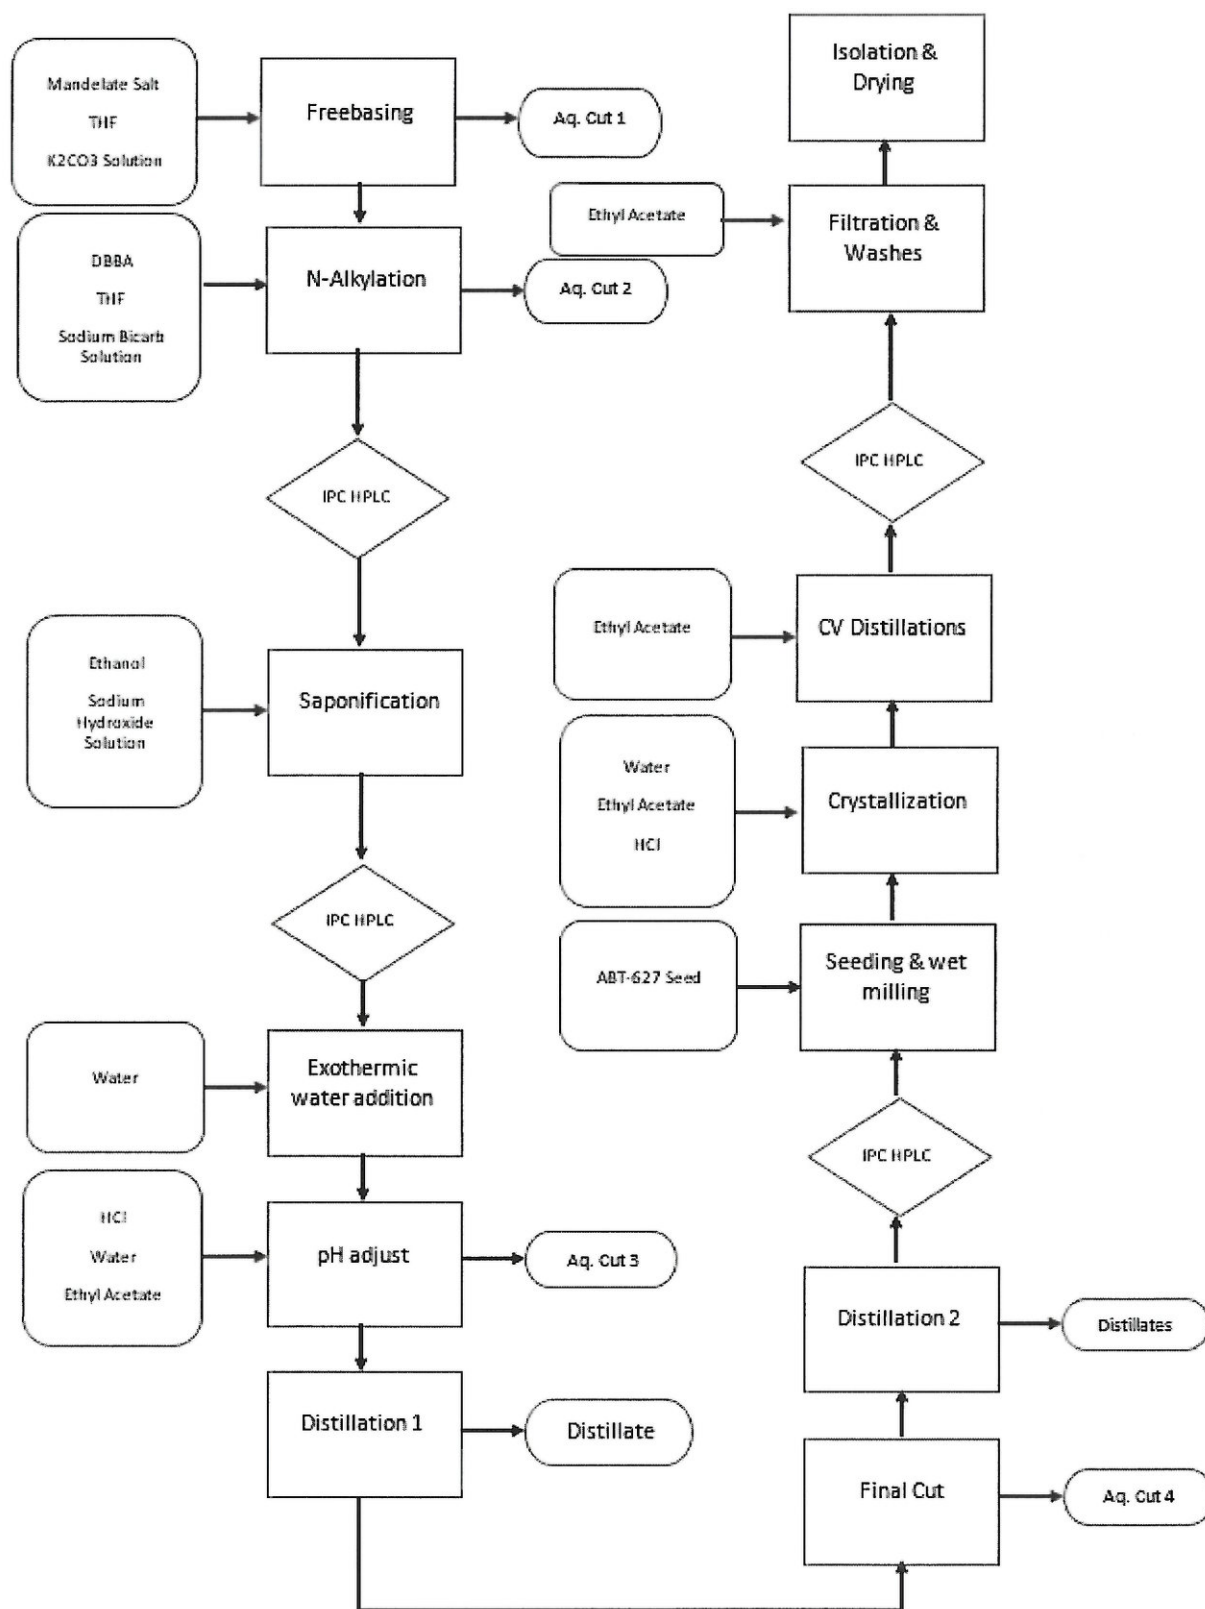 Mandelate Salt
THF
K2CO3 Solution
Freebasing
Aq. Cut 1
DBBA
THF
Sodium Bicarb
Solution
N-Alkylation
Aq. Cut 2
IPC HPLC
Ethanol
Sodium
Hydroxide
Solution
Saponification
IPC HPLC
Water
Exothermic
water addition
HCl
Water
Ethyl Acetate
pH adjust
Aq. Cut 3
Distillation 1
Distillate
Final Cut
Aq. Cut 4
Distillation 2
Distillates
IPC HPLC
ABT-627 Seed
Seeding & wet
milling
Water
Ethyl Acetate
HCl
Crystallization
Ethyl Acetate
CV Distillations
IPC HPLC
Ethyl Acetate
Filtration &
Washes
Isolation &
Drying